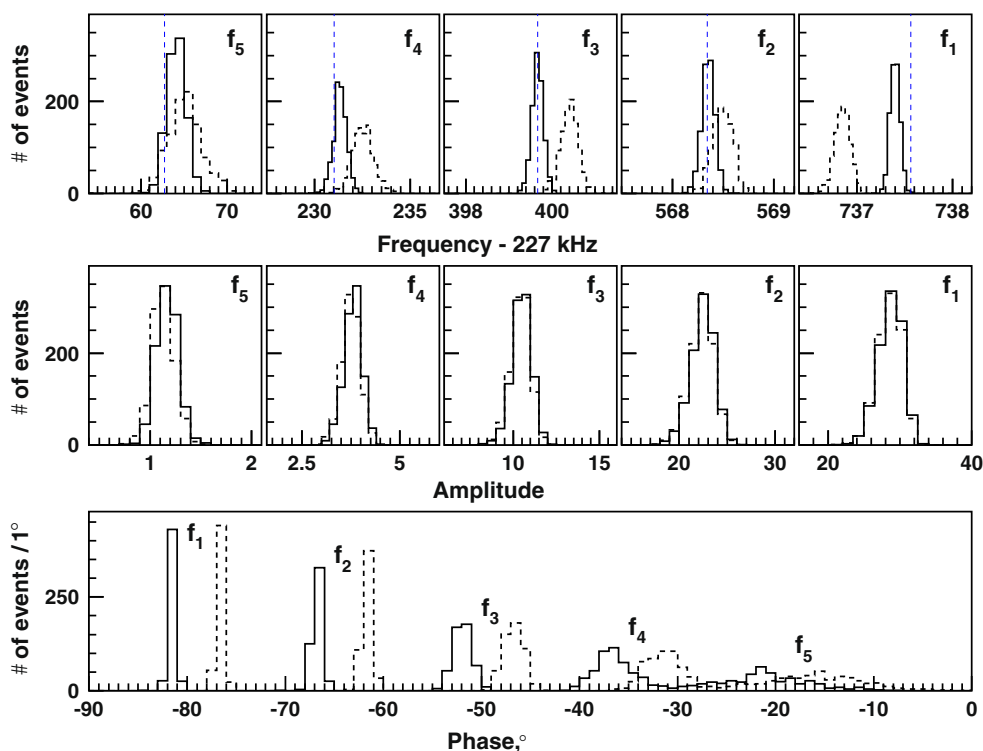 # of events
200
0
f5
f4
f3
f2
f1
60 70 230 235 398 400 568 569 737 738
Frequency - 227 kHz
# of events
200
0
f5
f4
f3
f2
f1
1 2 2.5 5 10 15 20 30 20 40
Amplitude
# of events /1°
250
0
f1
f2
f3
f4
f5
-90 -80 -70 -60 -50 -40 -30 -20 -10 0
Phase,°